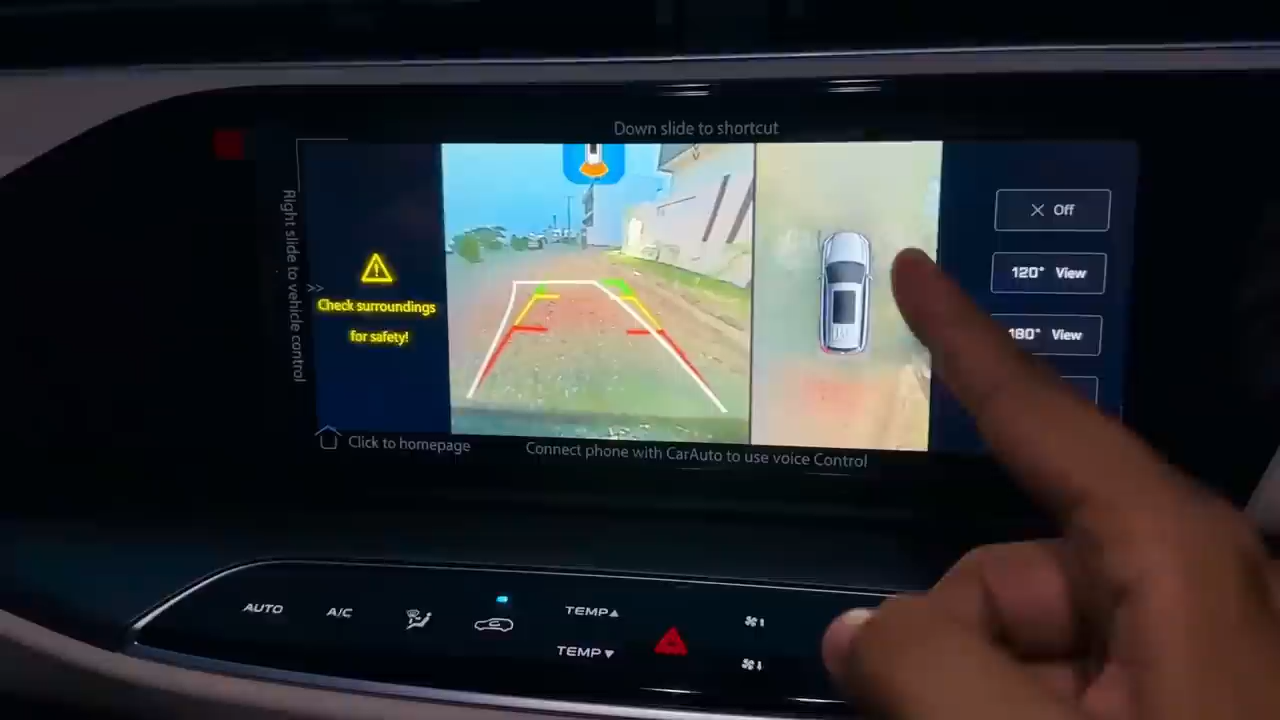 Down slide to shortcut
Right slide to vehicle control
>>
Check surroundings
for safety!
× Off
120° View
180° View
Click to homepage
Connect phone with CarAuto to use voice Control
AUTO
A/C
TEMP▲
TEMP▼